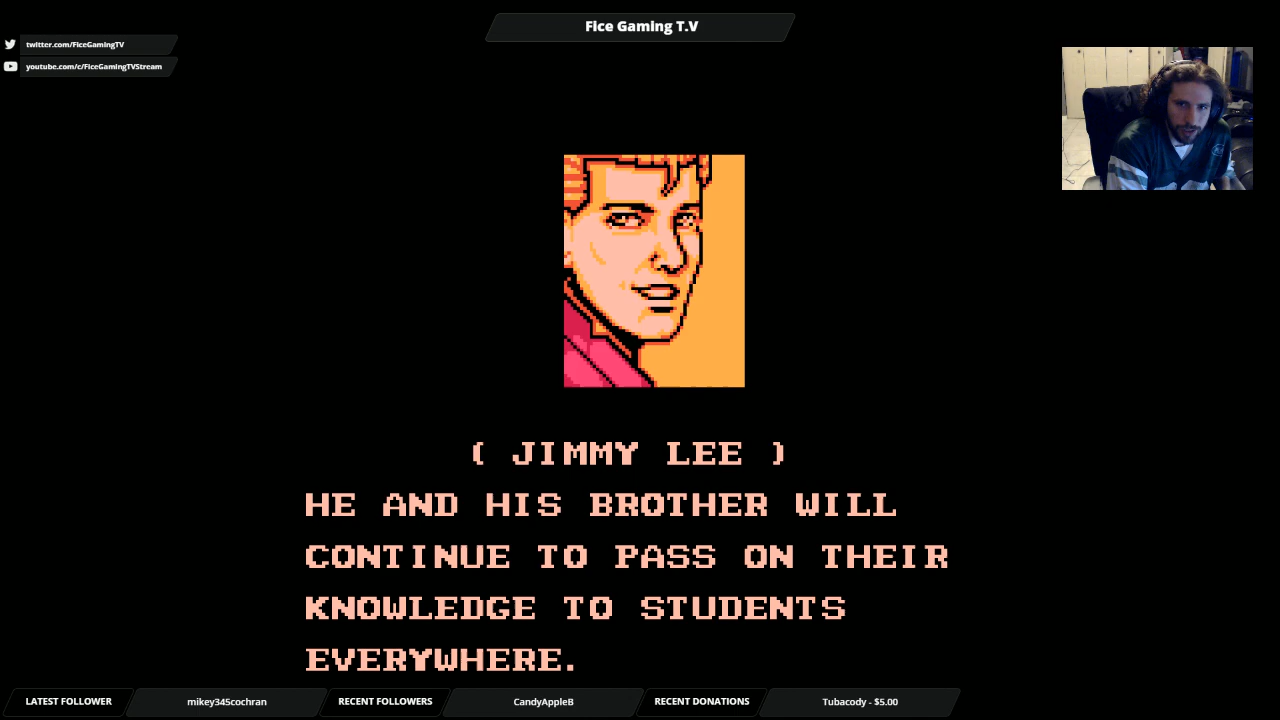 Fice Gaming T.V
twitter.com/FiceGamingTV
youtube.com/c/FiceGamingTVStream
( JIMMY LEE )
HE AND HIS BROTHER WILL
CONTINUE TO PASS ON THEIR
KNOWLEDGE TO STUDENTS
EVERYWHERE.
LATEST FOLLOWER mikey345cochran RECENT FOLLOWERS CandyAppleB RECENT DONATIONS Tubacody - $5.00